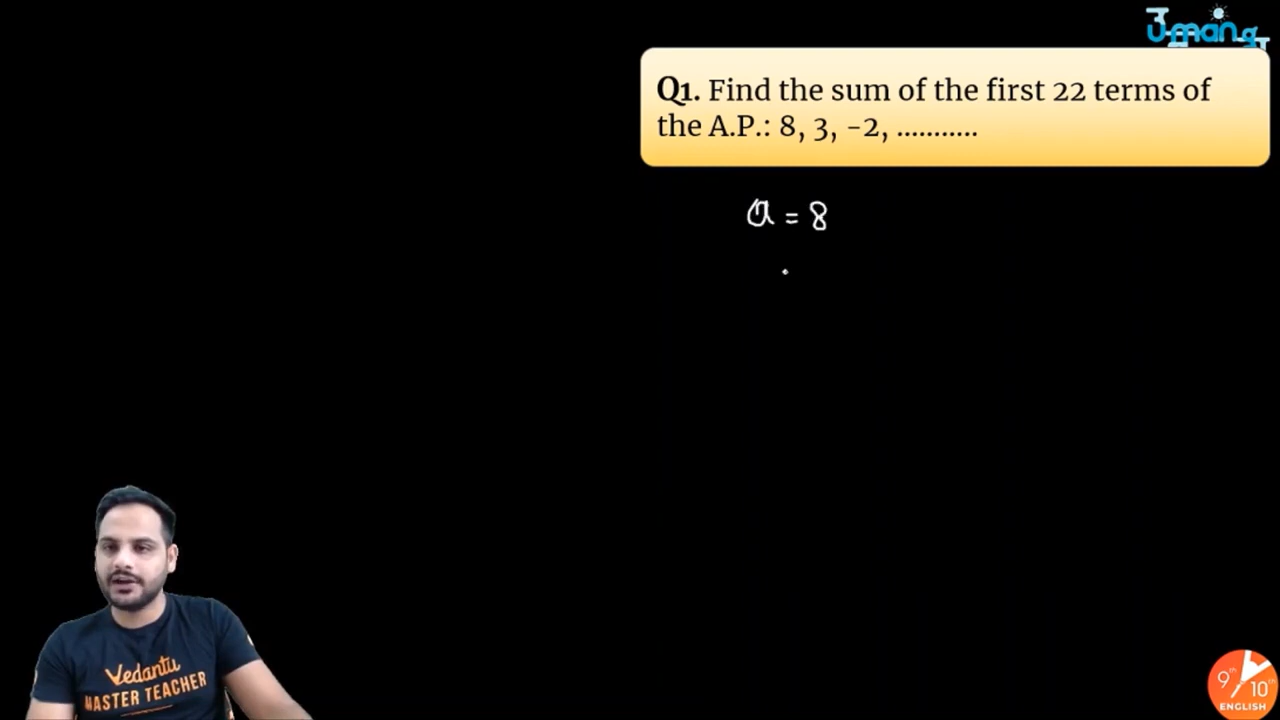 उmang
Q1. Find the sum of the first 22 terms of
the A.P.: 8, 3, -2, ...........
a = 8
Vedantu
MASTER TEACHER
9th
10th
ENGLISH